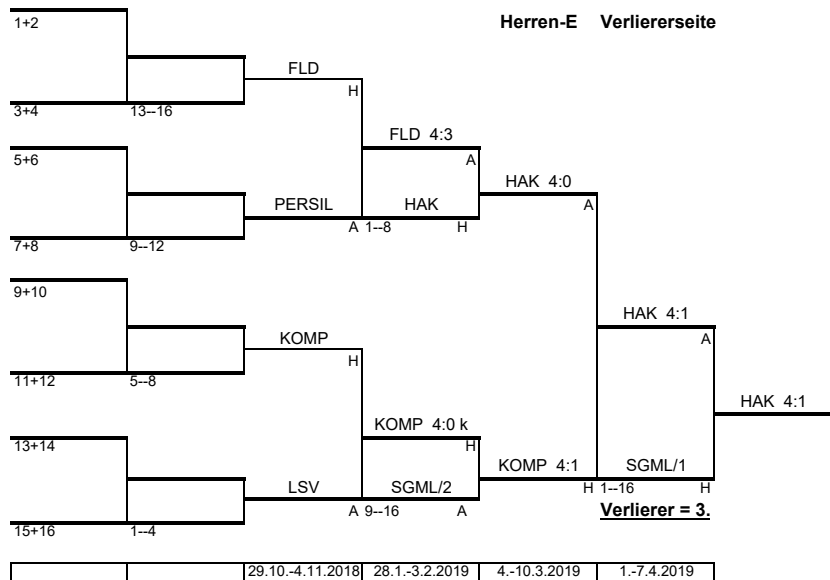 Herren-E Verliererseite
1+2
FLD
H
3+4 13--16
FLD 4:3
5+6 A
HAK 4:0
PERSIL HAK A
A 1--8 H
7+8 9--12
9+10
HAK 4:1
KOMP A
H
11+12 5--8
HAK 4:1
KOMP 4:0 k
13+14 H
KOMP 4:1 SGML/1
LSV SGML/2 H 1--16 H
A 9--16 A
Verlierer = 3.
15+16 1--4
29.10.-4.11.2018 28.1.-3.2.2019 4.-10.3.2019 1.-7.4.2019